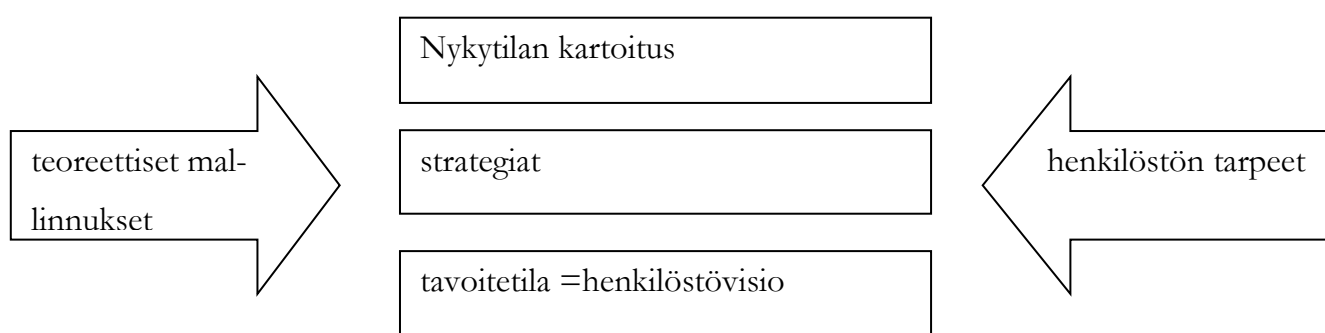 Nykytilan kartoitus
teoreettiset mal-
linnukset
strategiat
henkilöstön tarpeet
tavoitetila =henkilöstövisio